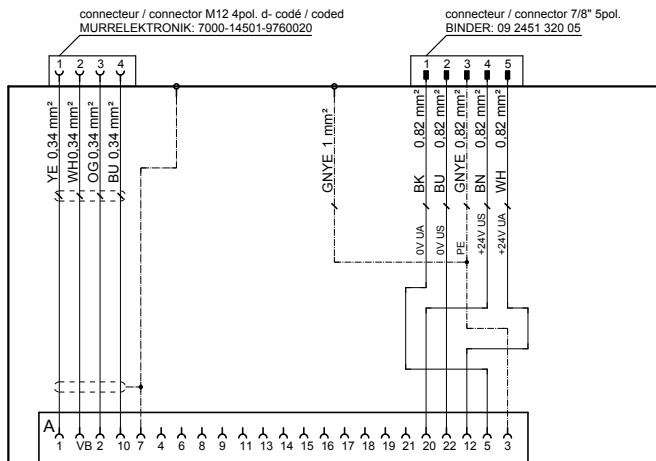 connecteur / connector M12 4pol. d- codé / coded
MURRELEKTRONIK: 7000-14501-9760020
connecteur / connector 7/8" 5pol.
BINDER: 09 2451 320 05
1 2 3 4
1 2 3 4 5
YE 0,34 mm²
WH 0,34 mm²
OG 0,34 mm²
BU 0,34 mm²
GNYE 1 mm²
BK 0,82 mm²
BU 0,82 mm²
GNYE 0,82 mm²
BN 0,82 mm²
WH 0,82 mm²
0V UA
0V US
PE
+24V US
+24V UA
A
1 VB 2 10 7 4 6 8 9 11 13 14 15 16 17 18 19 21 20 22 12 5 3